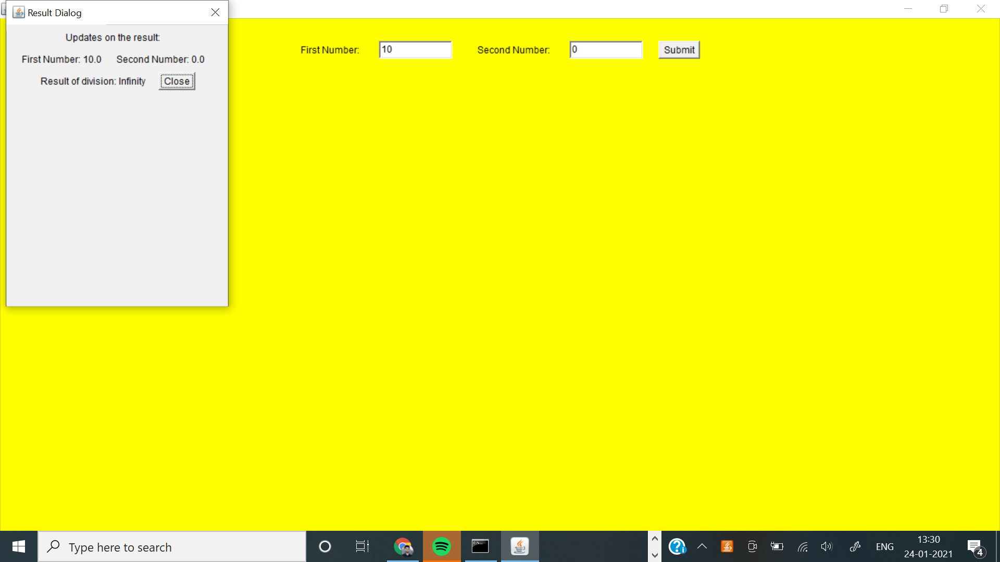 Result Dialog
Updates on the result:
First Number: 10.0 Second Number: 0.0
Result of division: Infinity Close
First Number: 10 Second Number: 0 Submit
Type here to search
ENG
13:30
24-01-2021
4